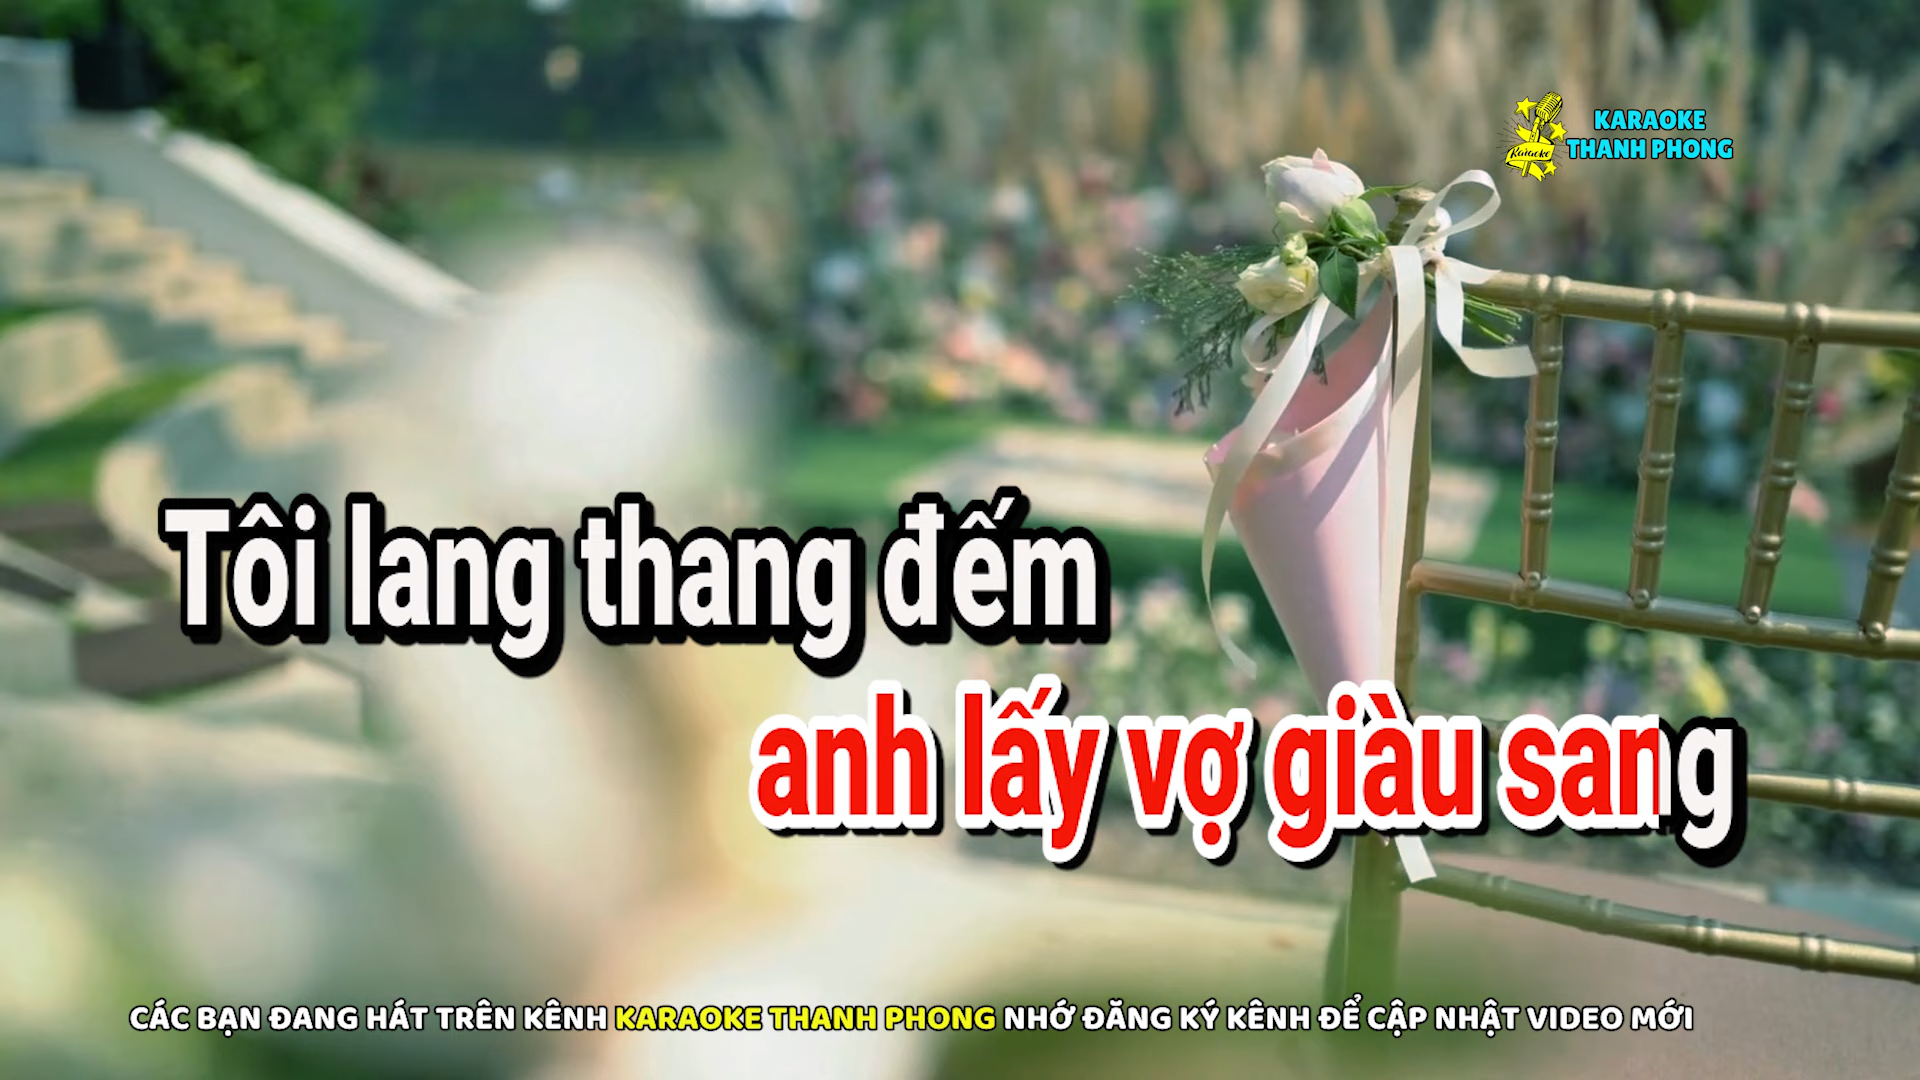 KARAOKE
THANH PHONG
Karaoke
Tôi lang thang đếm
anh lấy vợ giàu sang
CÁC BẠN ĐANG HÁT TRÊN KÊNH KARAOKE THANH PHONG NHỚ ĐĂNG KÝ KÊNH ĐỂ CẬP NHẬT VIDEO MỚI